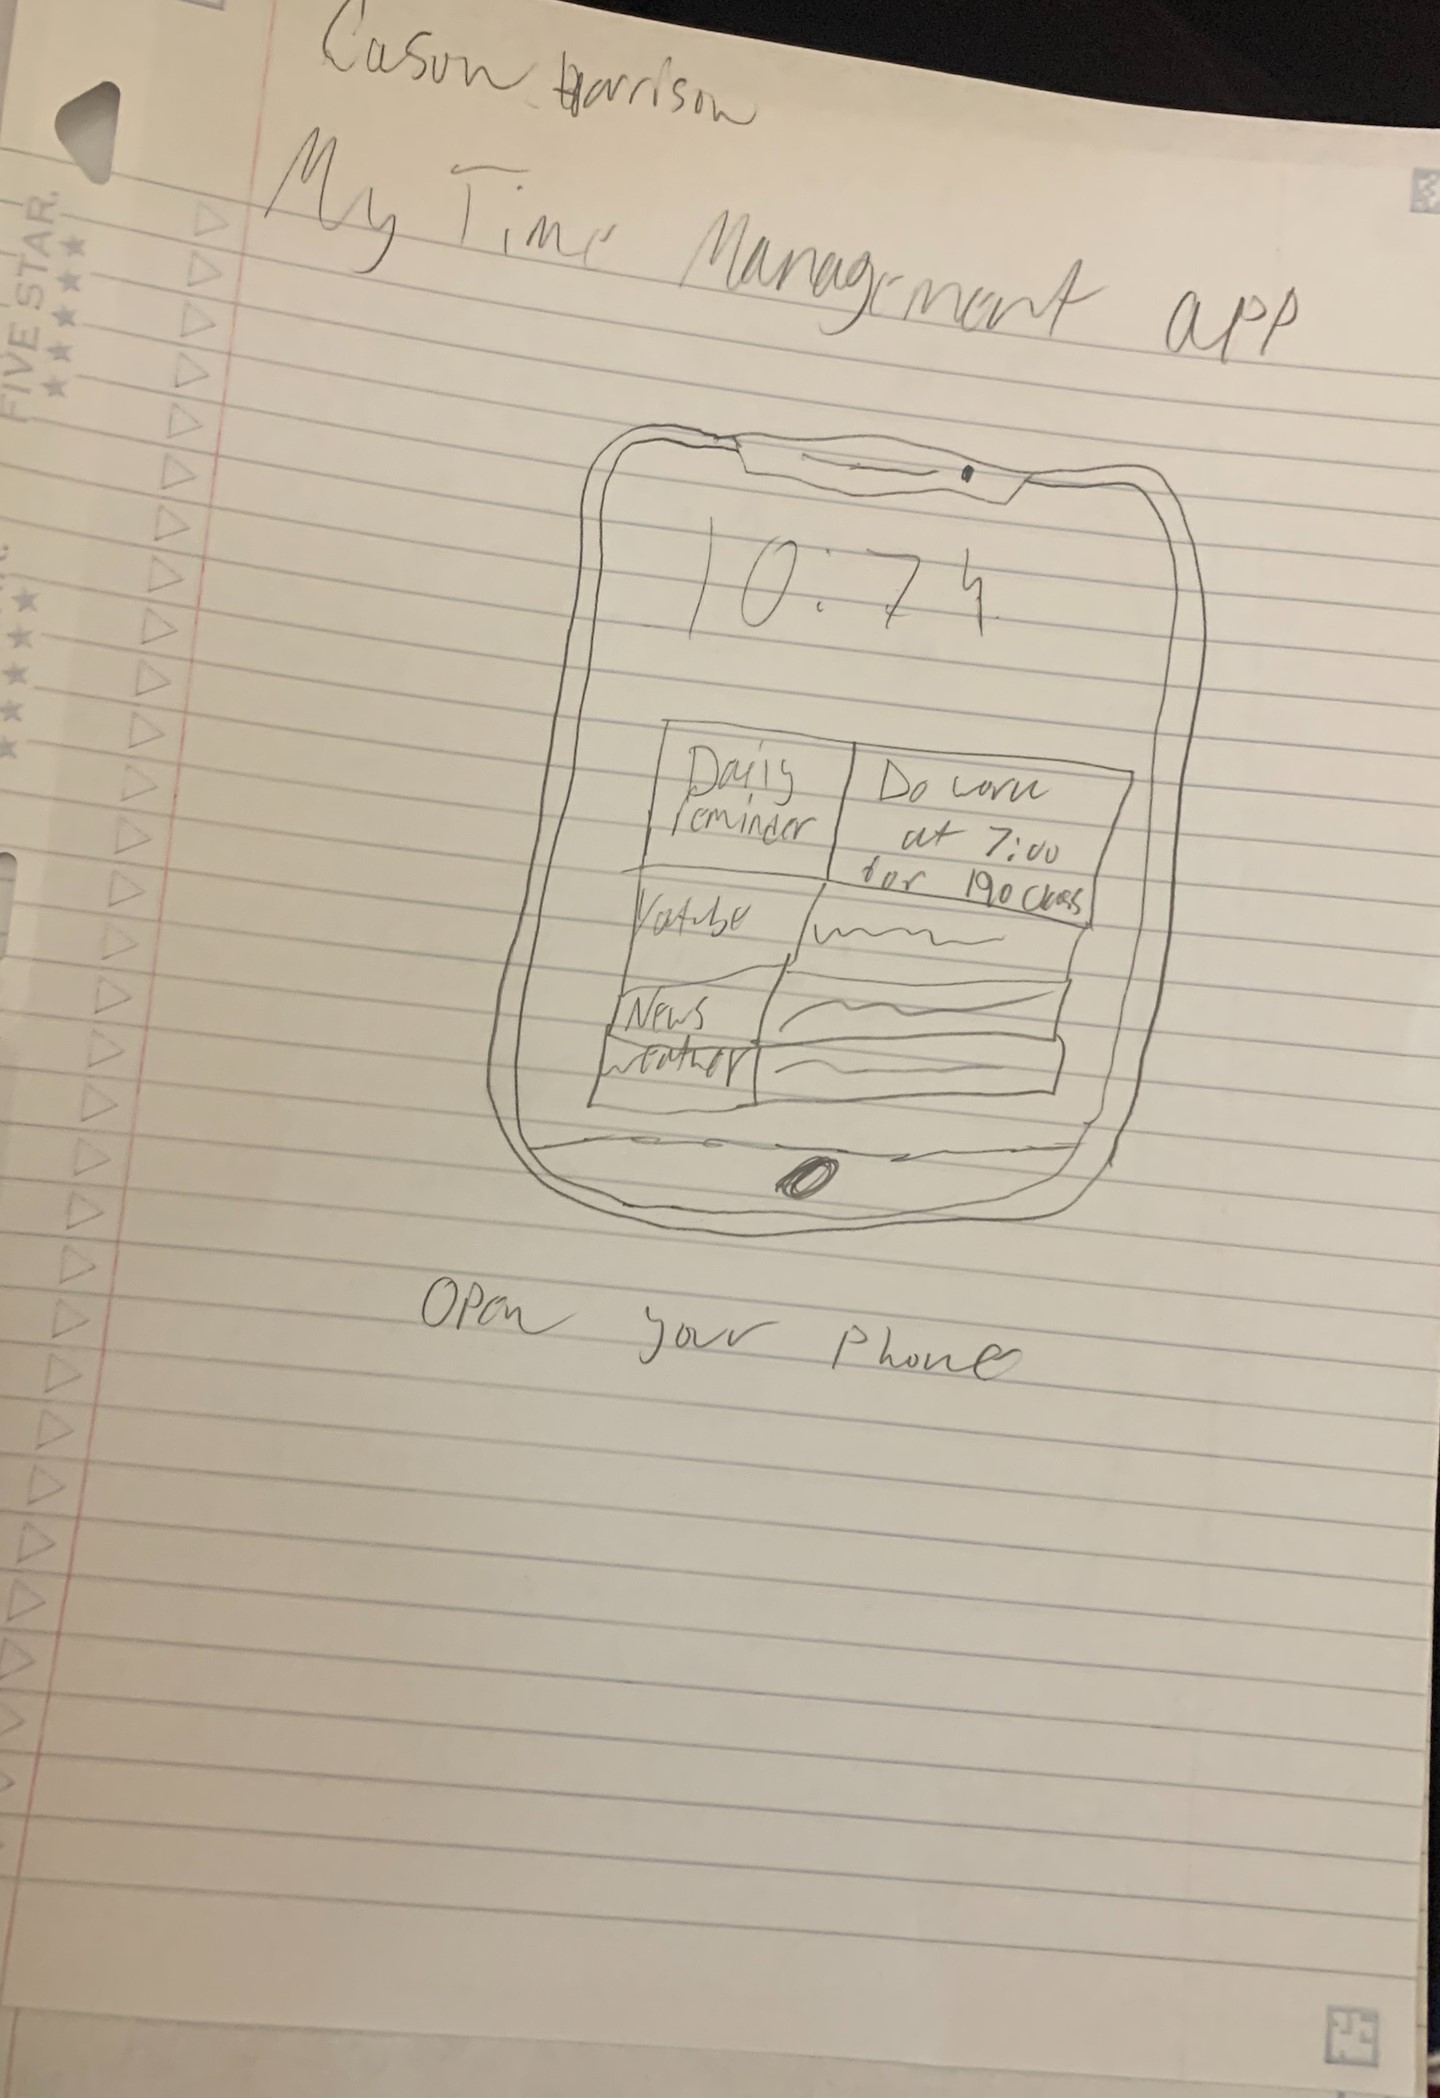 Cason Harrison
My Time Management app
10:74
Daily
reminder
Do work
at 7:00
for 190 class
Yotube
News
weather
Open your phone
FIVE STAR.